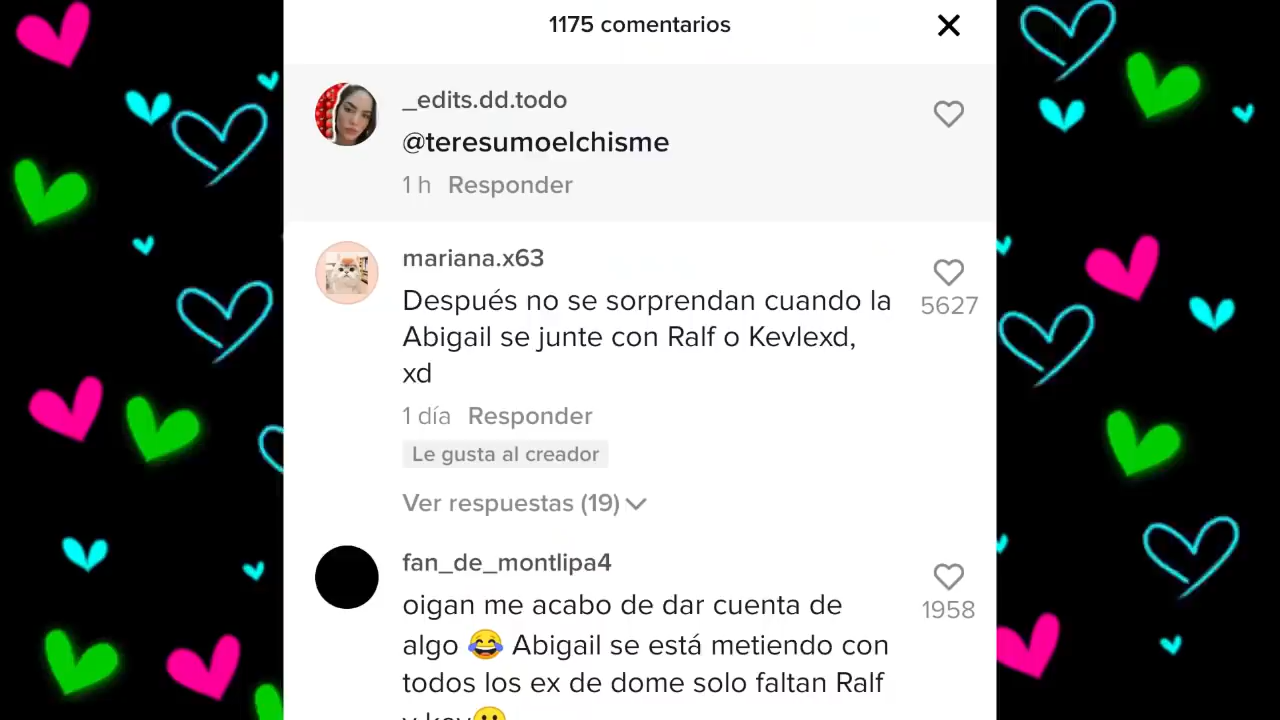 1175 comentarios
_edits.dd.todo
@teresumoelchisme
1 h Responder
mariana.x63
Después no se sorprendan cuando la
Abigail se junte con Ralf o Kevlexd,
xd
5627
1 día Responder
Le gusta al creador
Ver respuestas (19)
fan_de_montlipa4
oigan me acabo de dar cuenta de
algo 😂 Abigail se está metiendo con
todos los ex de dome solo faltan Ralf
1958